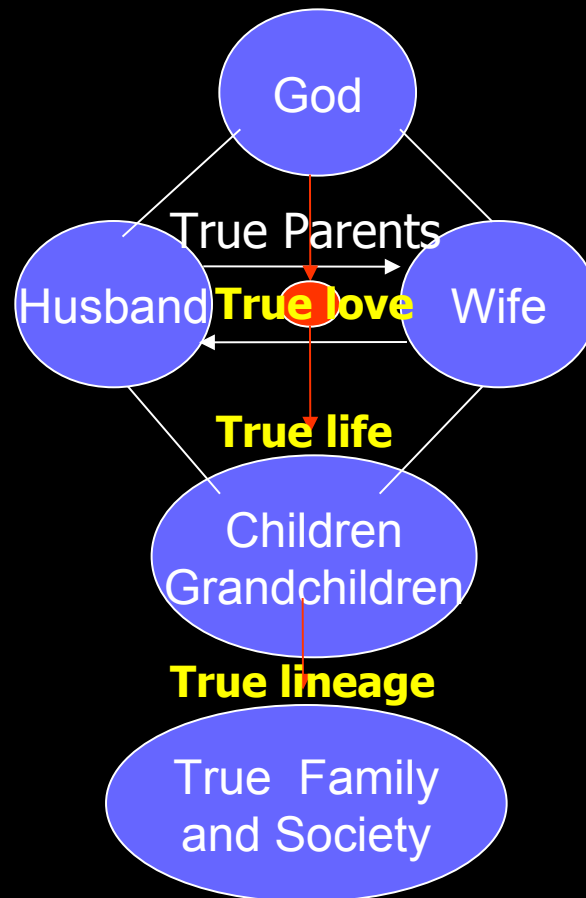 God
True Parents
Husband True love Wife
True life
Children
Grandchildren
True lineage
True Family
and Society